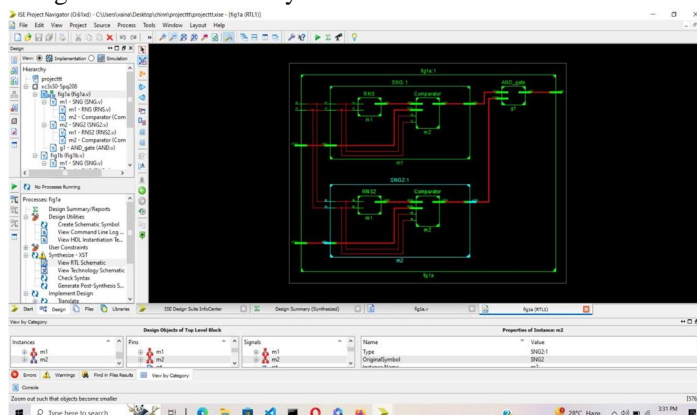 ISE Project Navigator (O.61xd) - C:\Users\vaina\Desktop\shine\projecttt\projecttt.xise - [fig1a (RTL1)]
File Edit View Project Source Process Tools Window Layout Help
Design
View: Implementation Simulation
Hierarchy
projecttt
xc3s50-5pq208
fig1a (fig1a.v)
m1 - SNG (SNG.v)
m1 - RNS (RNS.v)
m2 - Comparator (Com
m2 - SNG2 (SNG2.v)
m1 - RNS2 (RNS2.v)
m2 - Comparator (Com
g1 - AND_gate (AND.v)
fig1b (fig1b.v)
m1 - SNG (SNG.v)
No Processes Running
Processes: fig1a
Design Summary/Reports
Design Utilities
Create Schematic Symbol
View Command Line Log ...
View HDL Instantiation Te...
User Constraints
Synthesize - XST
View RTL Schematic
View Technology Schematic
Check Syntax
Generate Post-Synthesis S...
Implement Design
Translate
fig1a:1
SNG:1
AND_gate
RNS
Comparator
g1
m1
m2
m1
SNG2:1
RNS2
Comparator
m1
m2
m2
fig1a
Start Design Files Libraries
ISE Design Suite InfoCenter
Design Summary (Synthesized)
fig1a.v
fig1a (RTL1)
View by Category
Design Objects of Top Level Block
Properties of Instance: m2
Instances
Pins
Signals
Name
Value
m1
m1
m1
Type
SNG2:1
m2
m2
m2
OriginalSymbol
SNG2
Errors Warnings Find in Files Results View by Category
Console
Zoom out such that objects become smaller
Type here to search
28°C Haze
3:31 PM